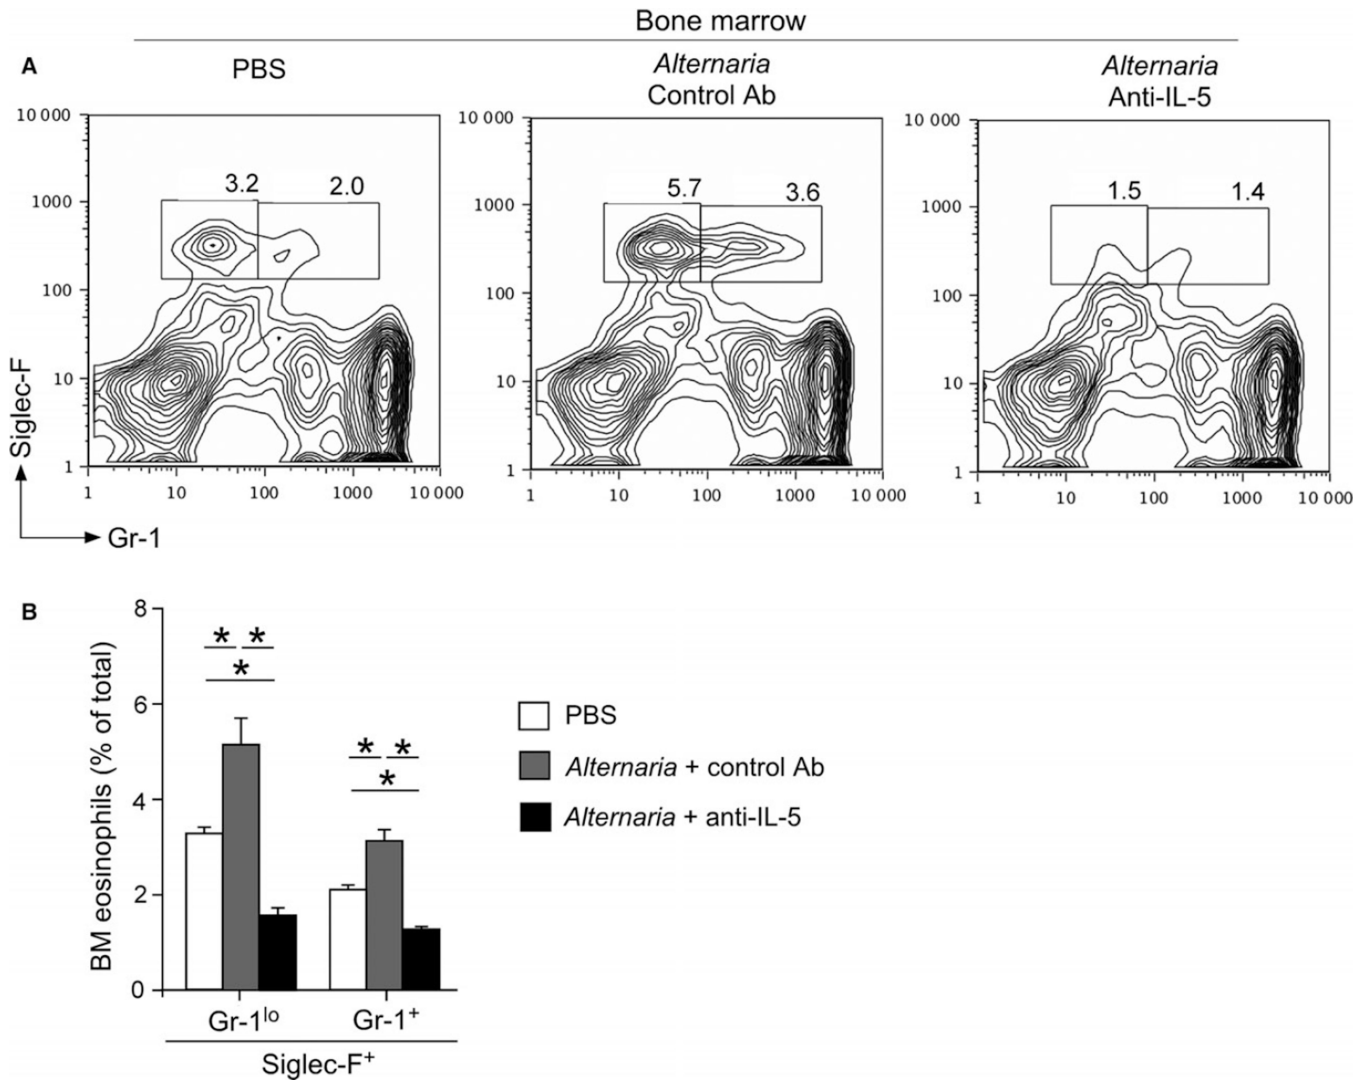 Bone marrow
A
PBS
Alternaria
Control Ab
Alternaria
Anti-IL-5
10 000
1000
100
10
1
3.2
2.0
1
10
100
1000
10 000
10 000
1000
100
10
1
5.7
3.6
1
10
100
1000
10 000
10 000
1000
100
10
1
1.5
1.4
1
10
100
1000
10 000
Siglec-F
Gr-1
B
BM eosinophils (% of total)
8
6
4
2
0
* *
*
* *
*
Gr-1lo
Gr-1+
Siglec-F+
PBS
Alternaria + control Ab
Alternaria + anti-IL-5